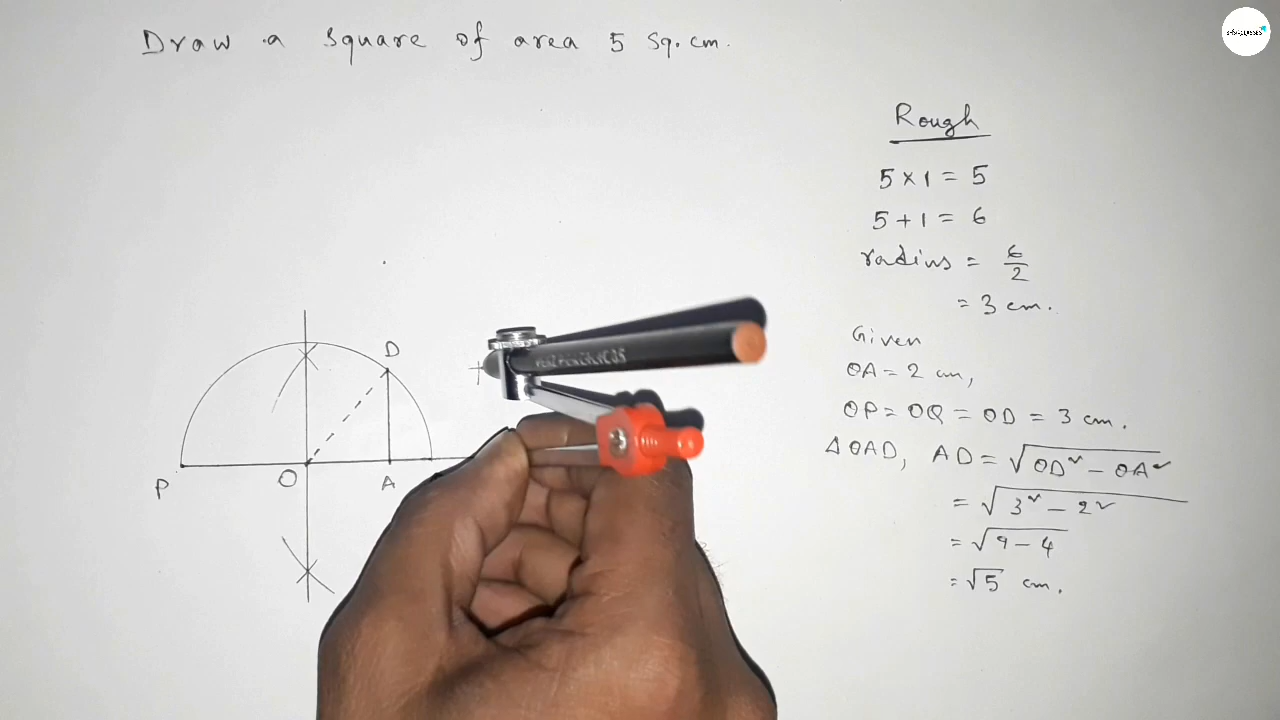 Draw a square of area 5 sq.cm.
Rough
5 × 1 = 5
5 + 1 = 6
radius = 6/2
= 3 cm.
Given
OA = 2 cm,
OP = OQ = OD = 3 cm.
Δ OAD, AD = √OD² - OA²
= √3² - 2²
= √9 - 4
= √5 cm.
D
P
O
A